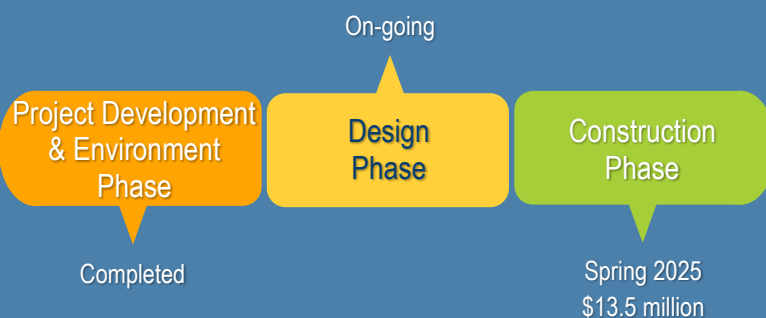 On-going
Project Development
& Environment
Phase
Design
Phase
Construction
Phase
Completed
Spring 2025
$13.5 million